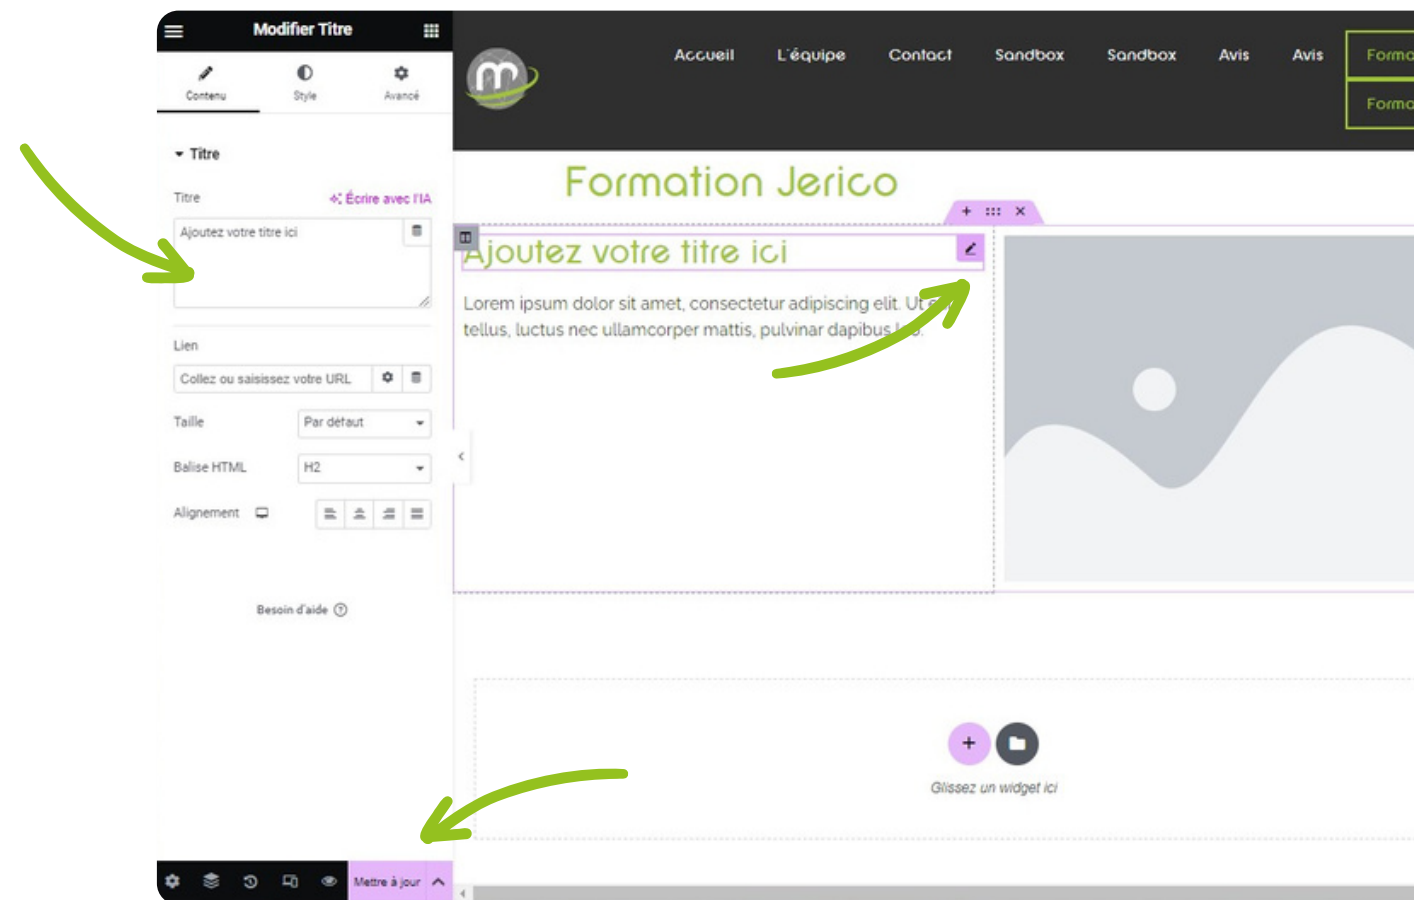 Modifier Titre
Contenu
Style
Avancé
Titre
Titre
Écrire avec l'IA
Ajoutez votre titre ici
Lien
Collez ou saisissez votre URL
Taille
Par défaut
Balise HTML
H2
Alignement
Besoin d'aide
Mettre à jour
m
Accueil
L'équipe
Contact
Sandbox
Sandbox
Avis
Avis
Forma
Forma
Formation Jerico
Ajoutez votre titre ici
Lorem ipsum dolor sit amet, consectetur adipiscing elit. Ut
tellus, luctus nec ullamcorper mattis, pulvinar dapibus
Glissez un widget ici